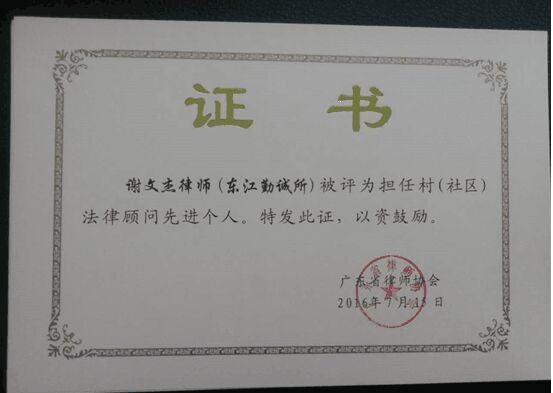 证 书
谢文杰律师(东江勤诚所)被评为担任村(社区)
法律顾问先进个人。特发此证,以资鼓励。
广东省律师协会
2016年7月15日